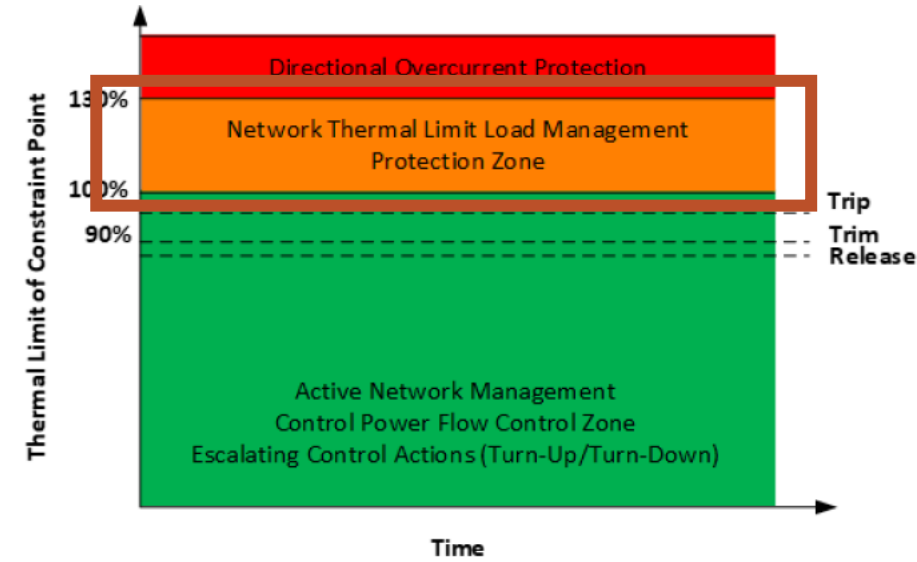 Directional Overcurrent Protection
130%
Network Thermal Limit Load Management
Protection Zone
100%
Trip
90%
Trim
Release
Thermal Limit of Constraint Point
Active Network Management
Control Power Flow Control Zone
Escalating Control Actions (Turn-Up/Turn-Down)
Time